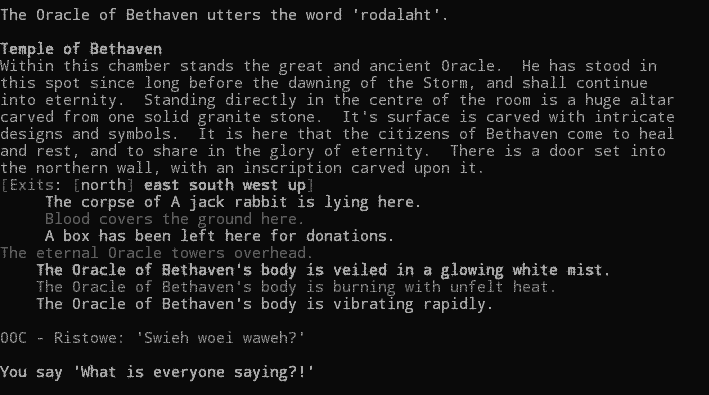 The Oracle of Bethaven utters the word 'rodalaht'.
Temple of Bethaven
Within this chamber stands the great and ancient Oracle.  He has stood in
this spot since long before the dawning of the Storm, and shall continue
into eternity.  Standing directly in the centre of the room is a huge altar
carved from one solid granite stone.  It's surface is carved with intricate
designs and symbols.  It is here that the citizens of Bethaven come to heal
and rest, and to share in the glory of eternity.  There is a door set into
the northern wall, with an inscription carved upon it.
[Exits: [north] east south west up]
The corpse of A jack rabbit is lying here.
Blood covers the ground here.
A box has been left here for donations.
The eternal Oracle towers overhead.
The Oracle of Bethaven's body is veiled in a glowing white mist.
The Oracle of Bethaven's body is burning with unfelt heat.
The Oracle of Bethaven's body is vibrating rapidly.
OOC - Ristowe: 'Swieh woei waweh?'
You say 'What is everyone saying?!'